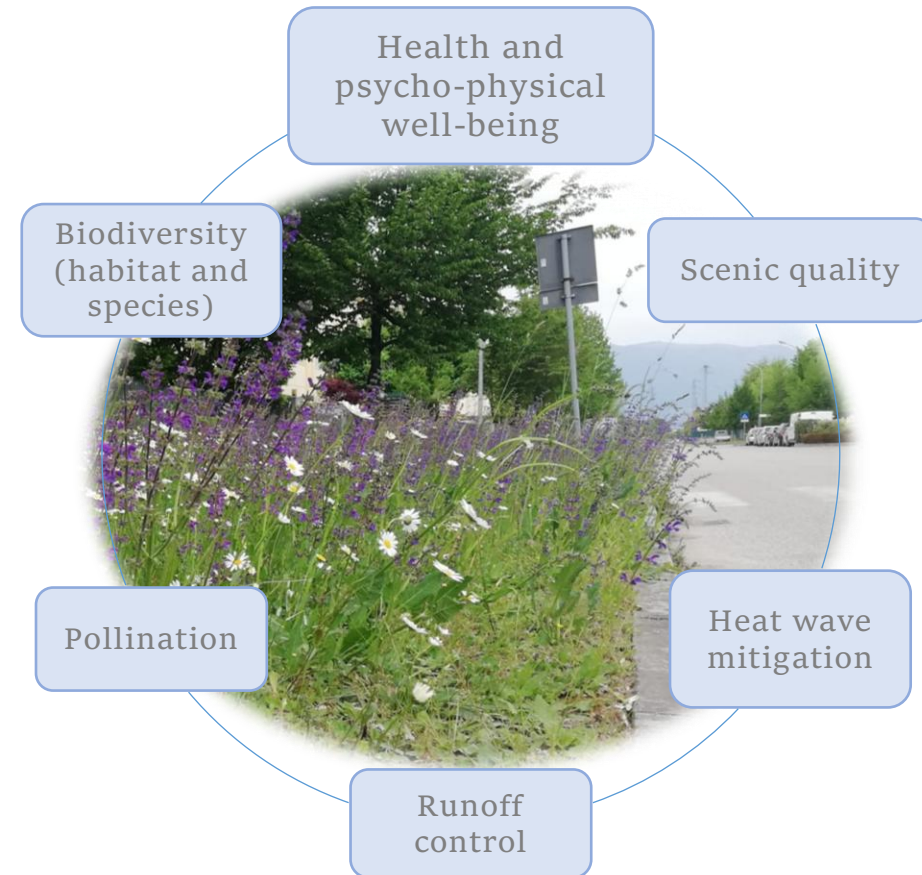 Health and
psycho-physical
well-being
Biodiversity
(habitat and
species)
Scenic quality
Pollination
Heat wave
mitigation
Runoff
control